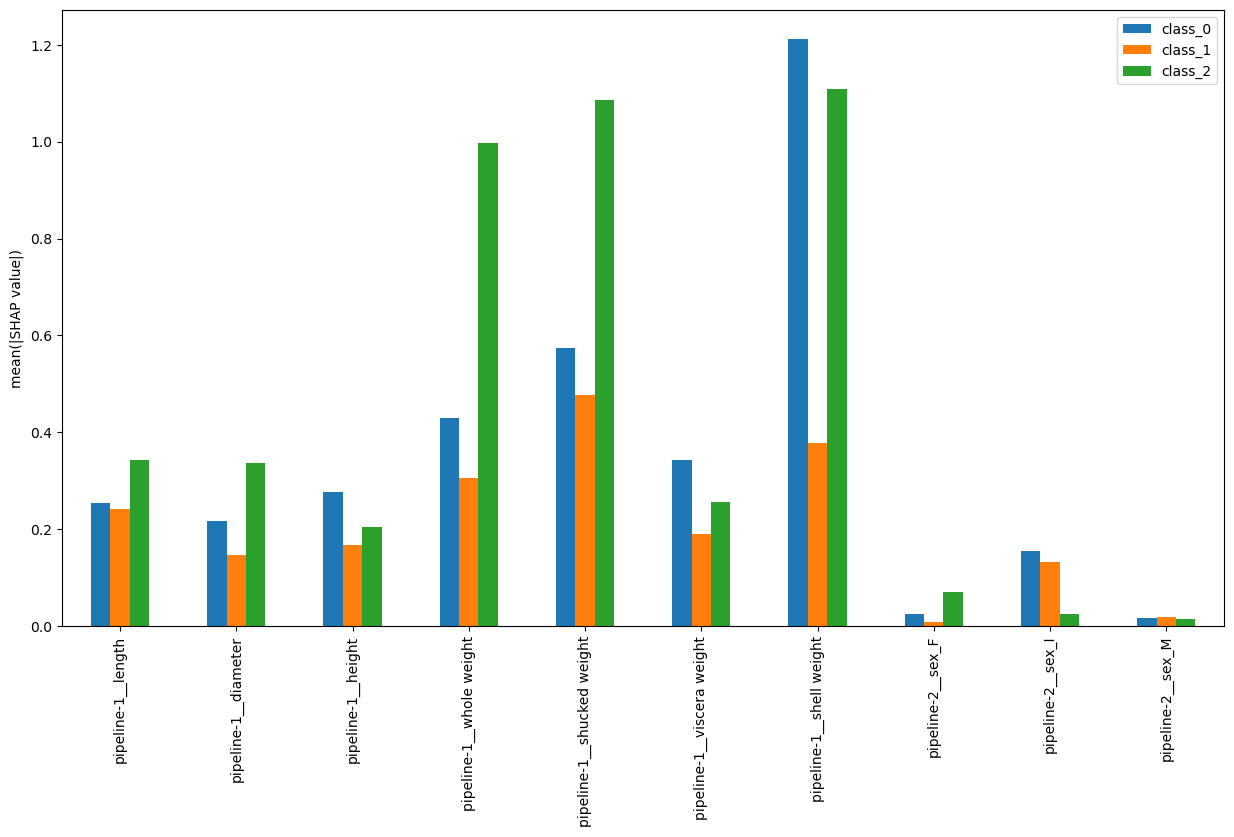 class_0
class_1
class_2
mean(|SHAP value|)
1.2
1.0
0.8
0.6
0.4
0.2
0.0
pipeline-1__length
pipeline-1__diameter
pipeline-1__height
pipeline-1__whole weight
pipeline-1__shucked weight
pipeline-1__viscera weight
pipeline-1__shell weight
pipeline-2__sex_F
pipeline-2__sex_I
pipeline-2__sex_M